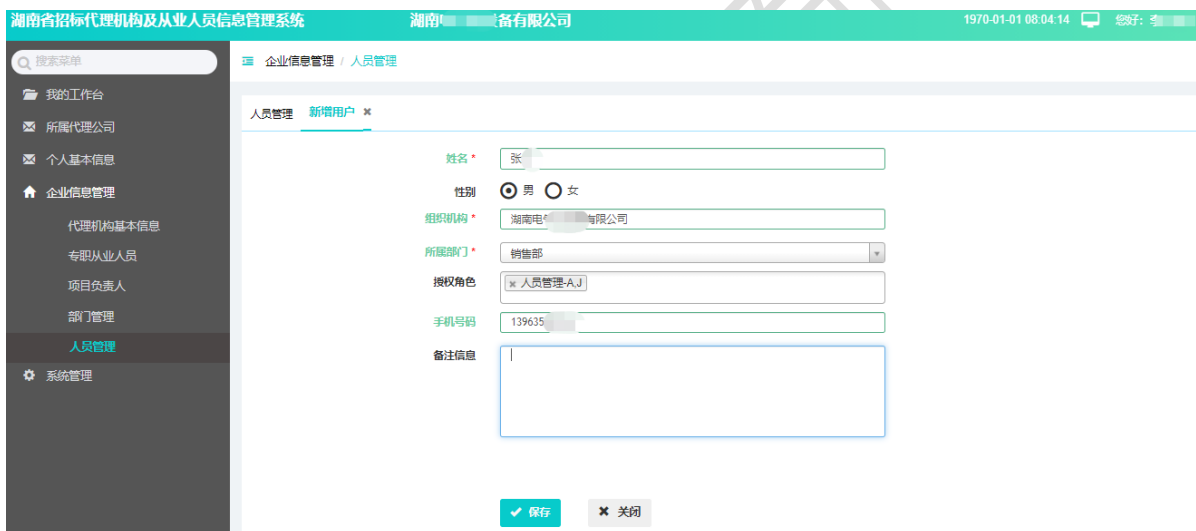 湖南省招标代理机构及从业人员信息管理系统 湖南 备有限公司 1970-01-01 08:04:14 您好:
搜索菜单
企业信息管理 / 人员管理
我的工作台
所属代理公司
个人基本信息
企业信息管理
代理机构基本信息
专职从业人员
项目负责人
部门管理
人员管理
系统管理
人员管理 新增用户 ×
姓名 * 张
性别 男 女
组织机构 * 湖南电 有限公司
所属部门 * 销售部
授权角色 × 人员管理-A,J
手机号码 139635
备注信息
保存 关闭